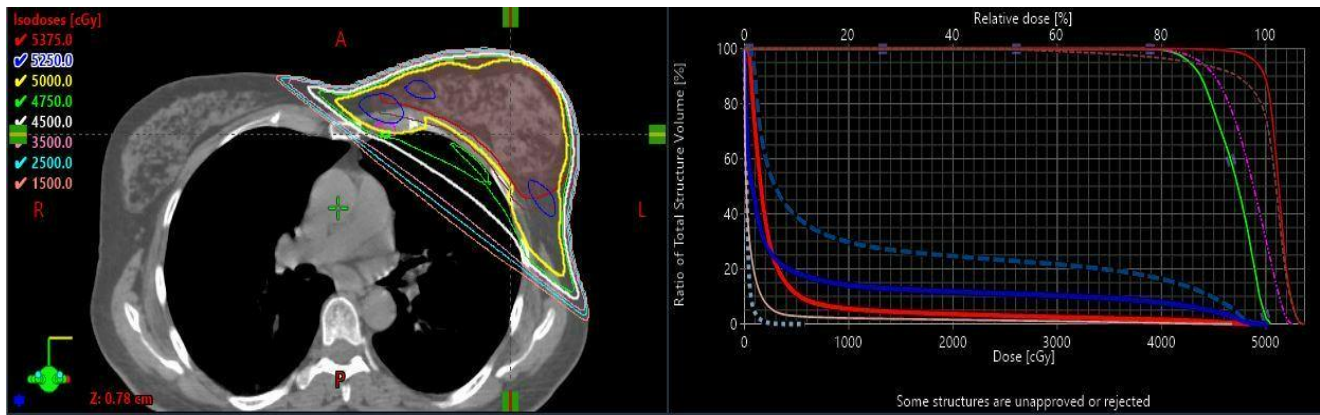 Isodoses [cGy]
✓ 5375.0
✓ 5250.0
✓ 5000.0
✓ 4750.0
✓ 4500.0
✓ 3500.0
✓ 2500.0
✓ 1500.0
A
R
L
P
Z: 0.78 cm
Relative dose [%]
0 20 40 60 80 100
Ratio of Total Structure Volume [%]
100
80
60
40
20
0
0 1000 2000 3000 4000 5000
Dose [cGy]
Some structures are unapproved or rejected